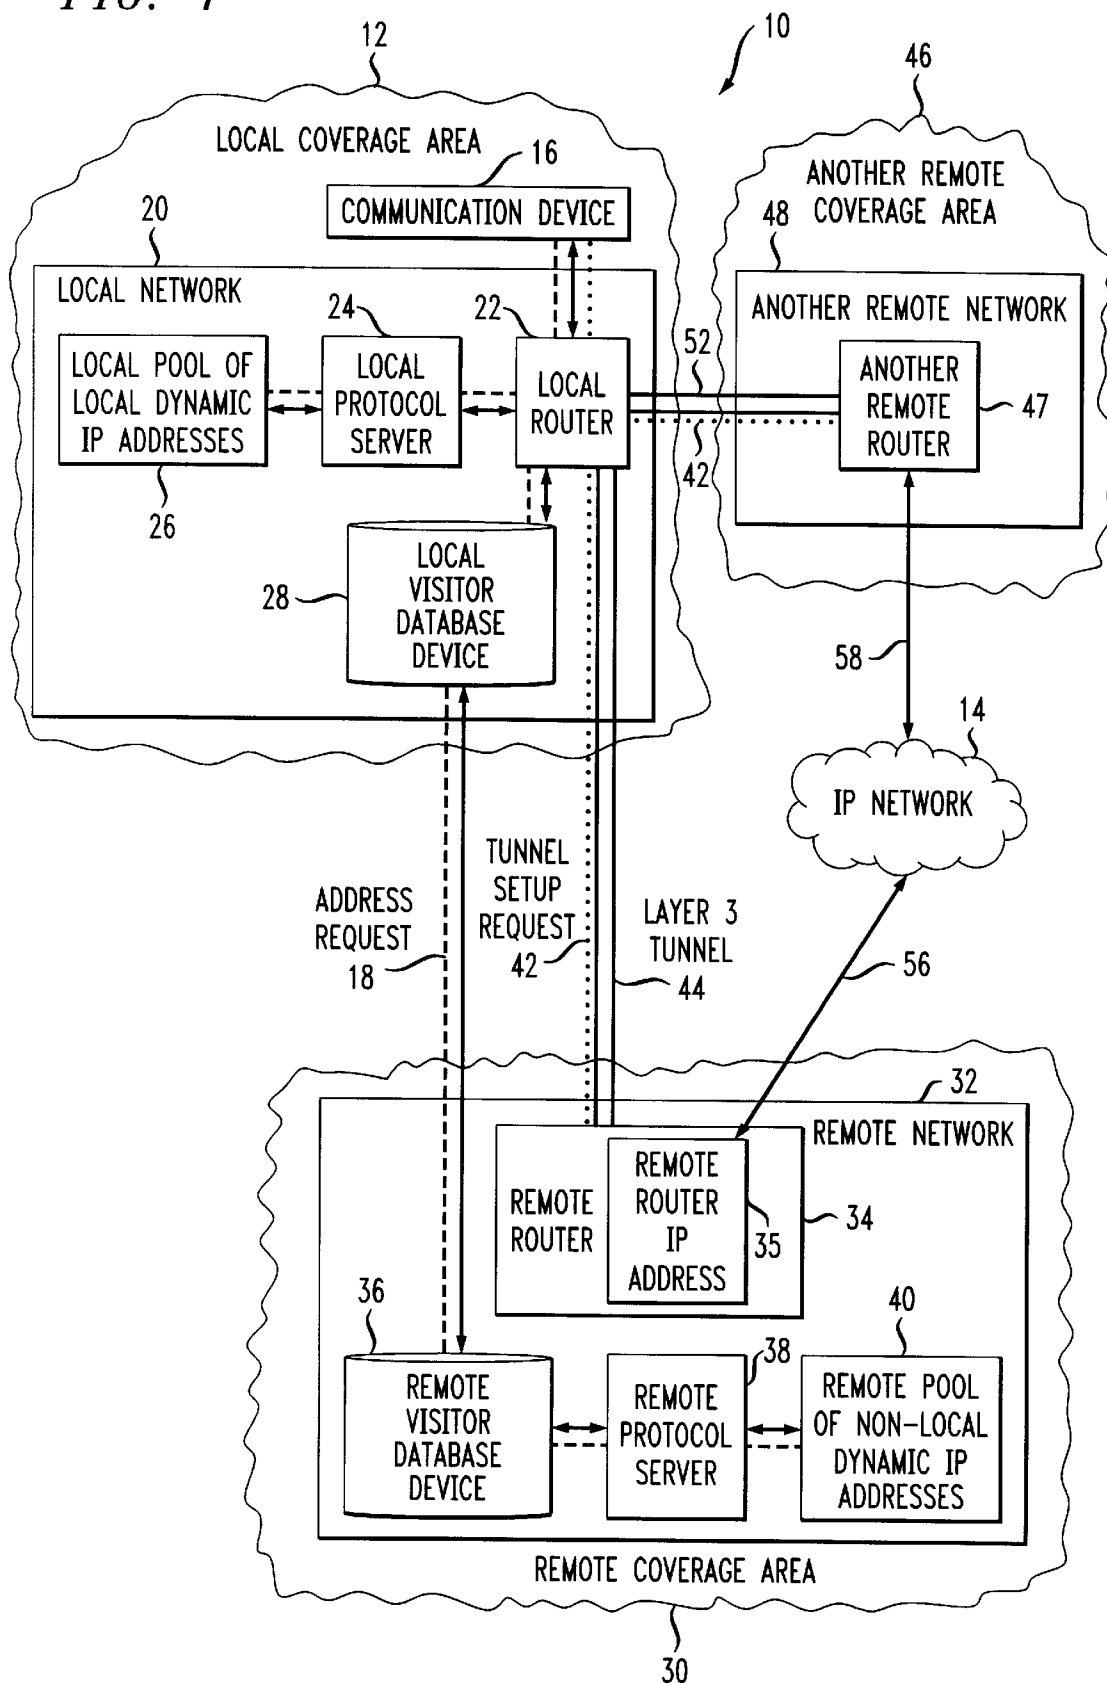 12
10
46
LOCAL COVERAGE AREA
16
COMMUNICATION DEVICE
ANOTHER REMOTE
COVERAGE AREA
20
48
LOCAL NETWORK
24
22
ANOTHER REMOTE NETWORK
LOCAL POOL OF
LOCAL DYNAMIC
IP ADDRESSES
LOCAL
PROTOCOL
SERVER
LOCAL
ROUTER
52
ANOTHER
REMOTE
ROUTER
47
42
26
28
LOCAL
VISITOR
DATABASE
DEVICE
58
14
IP NETWORK
ADDRESS
REQUEST
18
TUNNEL
SETUP
REQUEST
42
LAYER 3
TUNNEL
44
56
32
REMOTE NETWORK
REMOTE
ROUTER
REMOTE
ROUTER
IP
ADDRESS
35
34
36
38
40
REMOTE
VISITOR
DATABASE
DEVICE
REMOTE
PROTOCOL
SERVER
REMOTE POOL
OF NON-LOCAL
DYNAMIC IP
ADDRESSES
REMOTE COVERAGE AREA
30